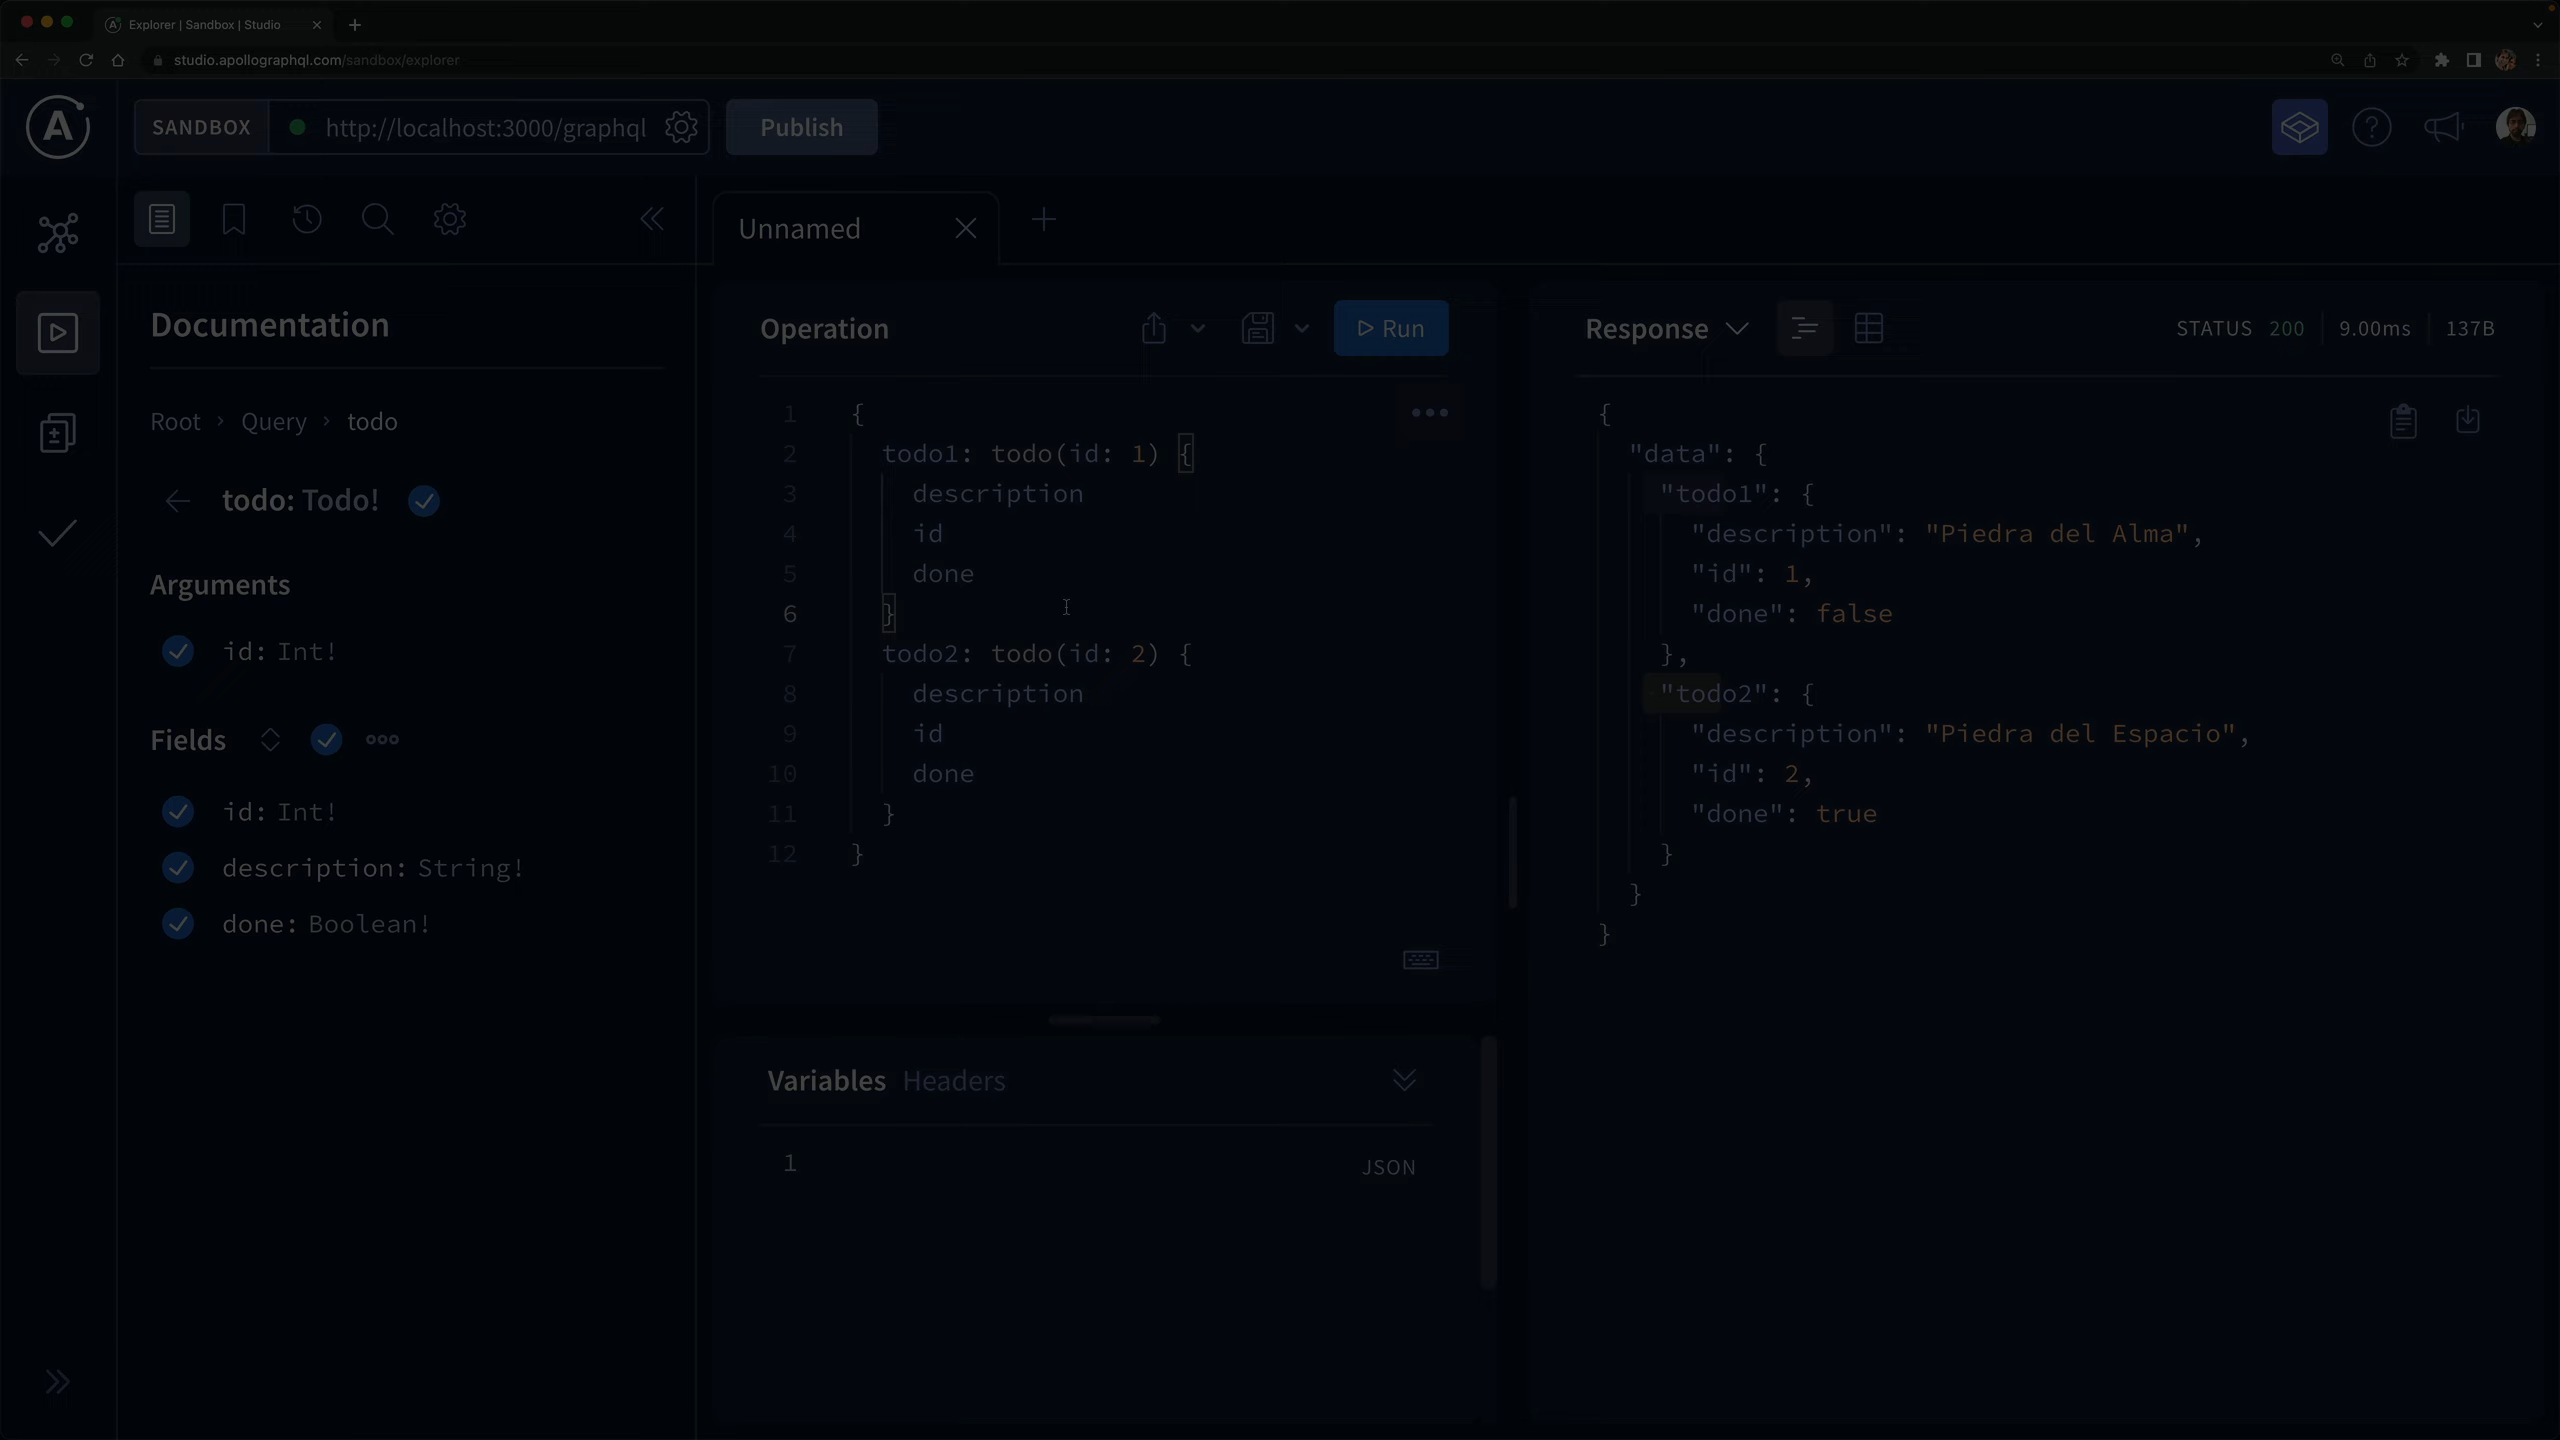 Explorer | Sandbox | Studio
studio.apollographql.com/sandbox/explorer
A
SANDBOX
http://localhost:3000/graphql
Publish
Unnamed
Documentation
Root > Query > todo
todo: Todo!
Arguments
id: Int!
Fields
id: Int!
description: String!
done: Boolean!
Operation
Run
1 {
2 todo1: todo(id: 1) {
3 description
4 id
5 done
6 }
7 todo2: todo(id: 2) {
8 description
9 id
10 done
11 }
12 }
Variables Headers
1
JSON
Response
STATUS 200 9.00ms 137B
{
"data": {
"todo1": {
"description": "Piedra del Alma",
"id": 1,
"done": false
},
"todo2": {
"description": "Piedra del Espacio",
"id": 2,
"done": true
}
}
}